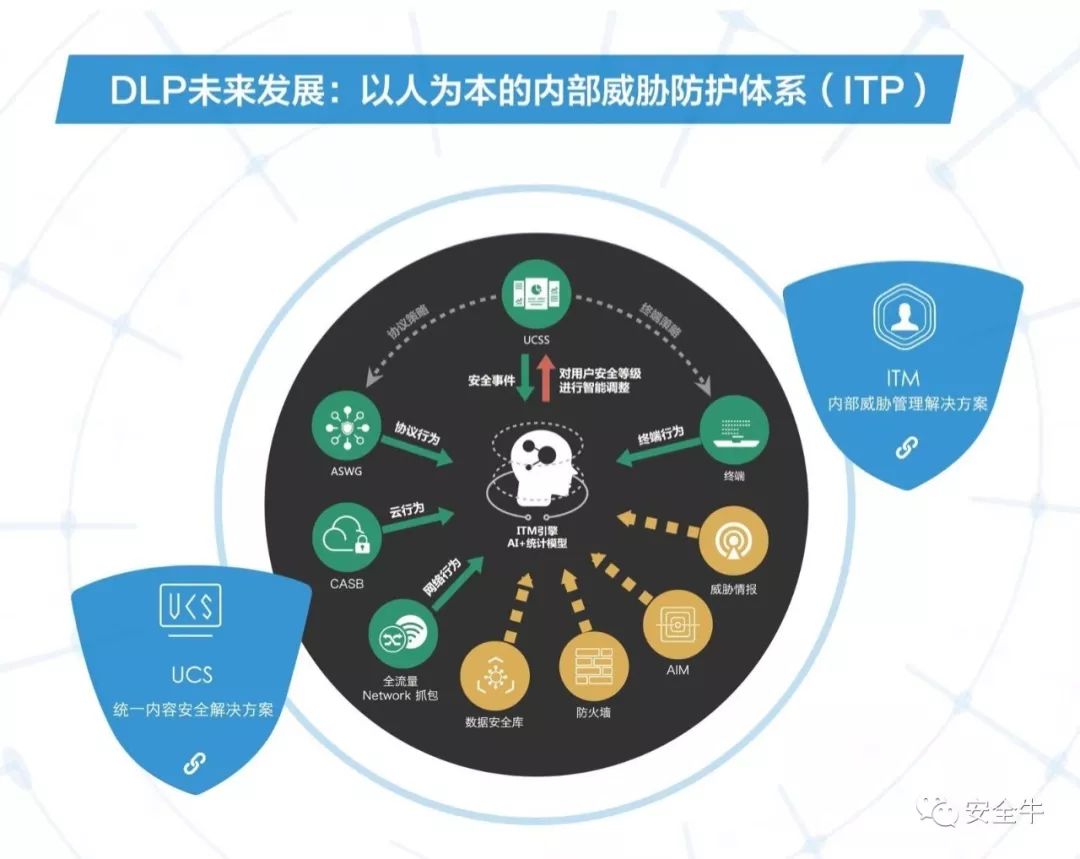 DLP未来发展：以人为本的内部威胁防护体系（ITP）
UCSS
协议策略
终端策略
安全事件
对用户安全等级
进行智能调整
ITM
内部威胁管理解决方案
ASWG
协议行为
终端行为
终端
ITM引擎
AI+统计模型
云行为
CASB
网络行为
威胁情报
全流量
Network 抓包
数据安全库
防火墙
AIM
UCS
UCS
统一内容安全解决方案
安全牛